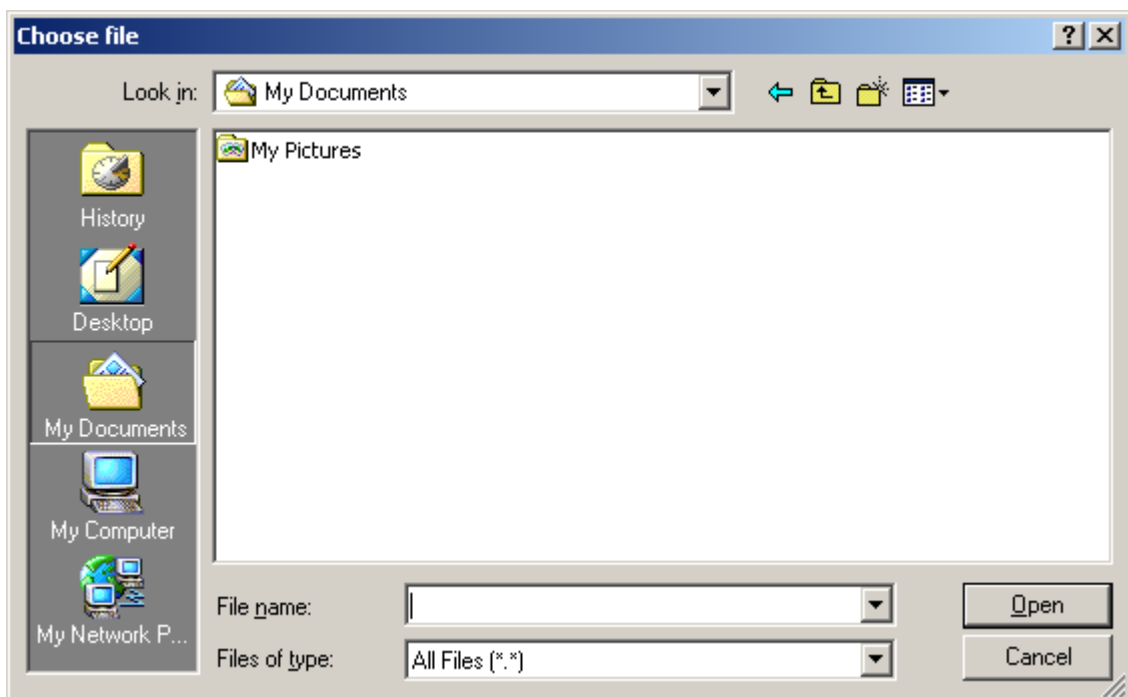 Choose file
Look in: My Documents
My Pictures
History
Desktop
My Documents
My Computer
My Network P...
File name: Open
Files of type: All Files (*.*) Cancel